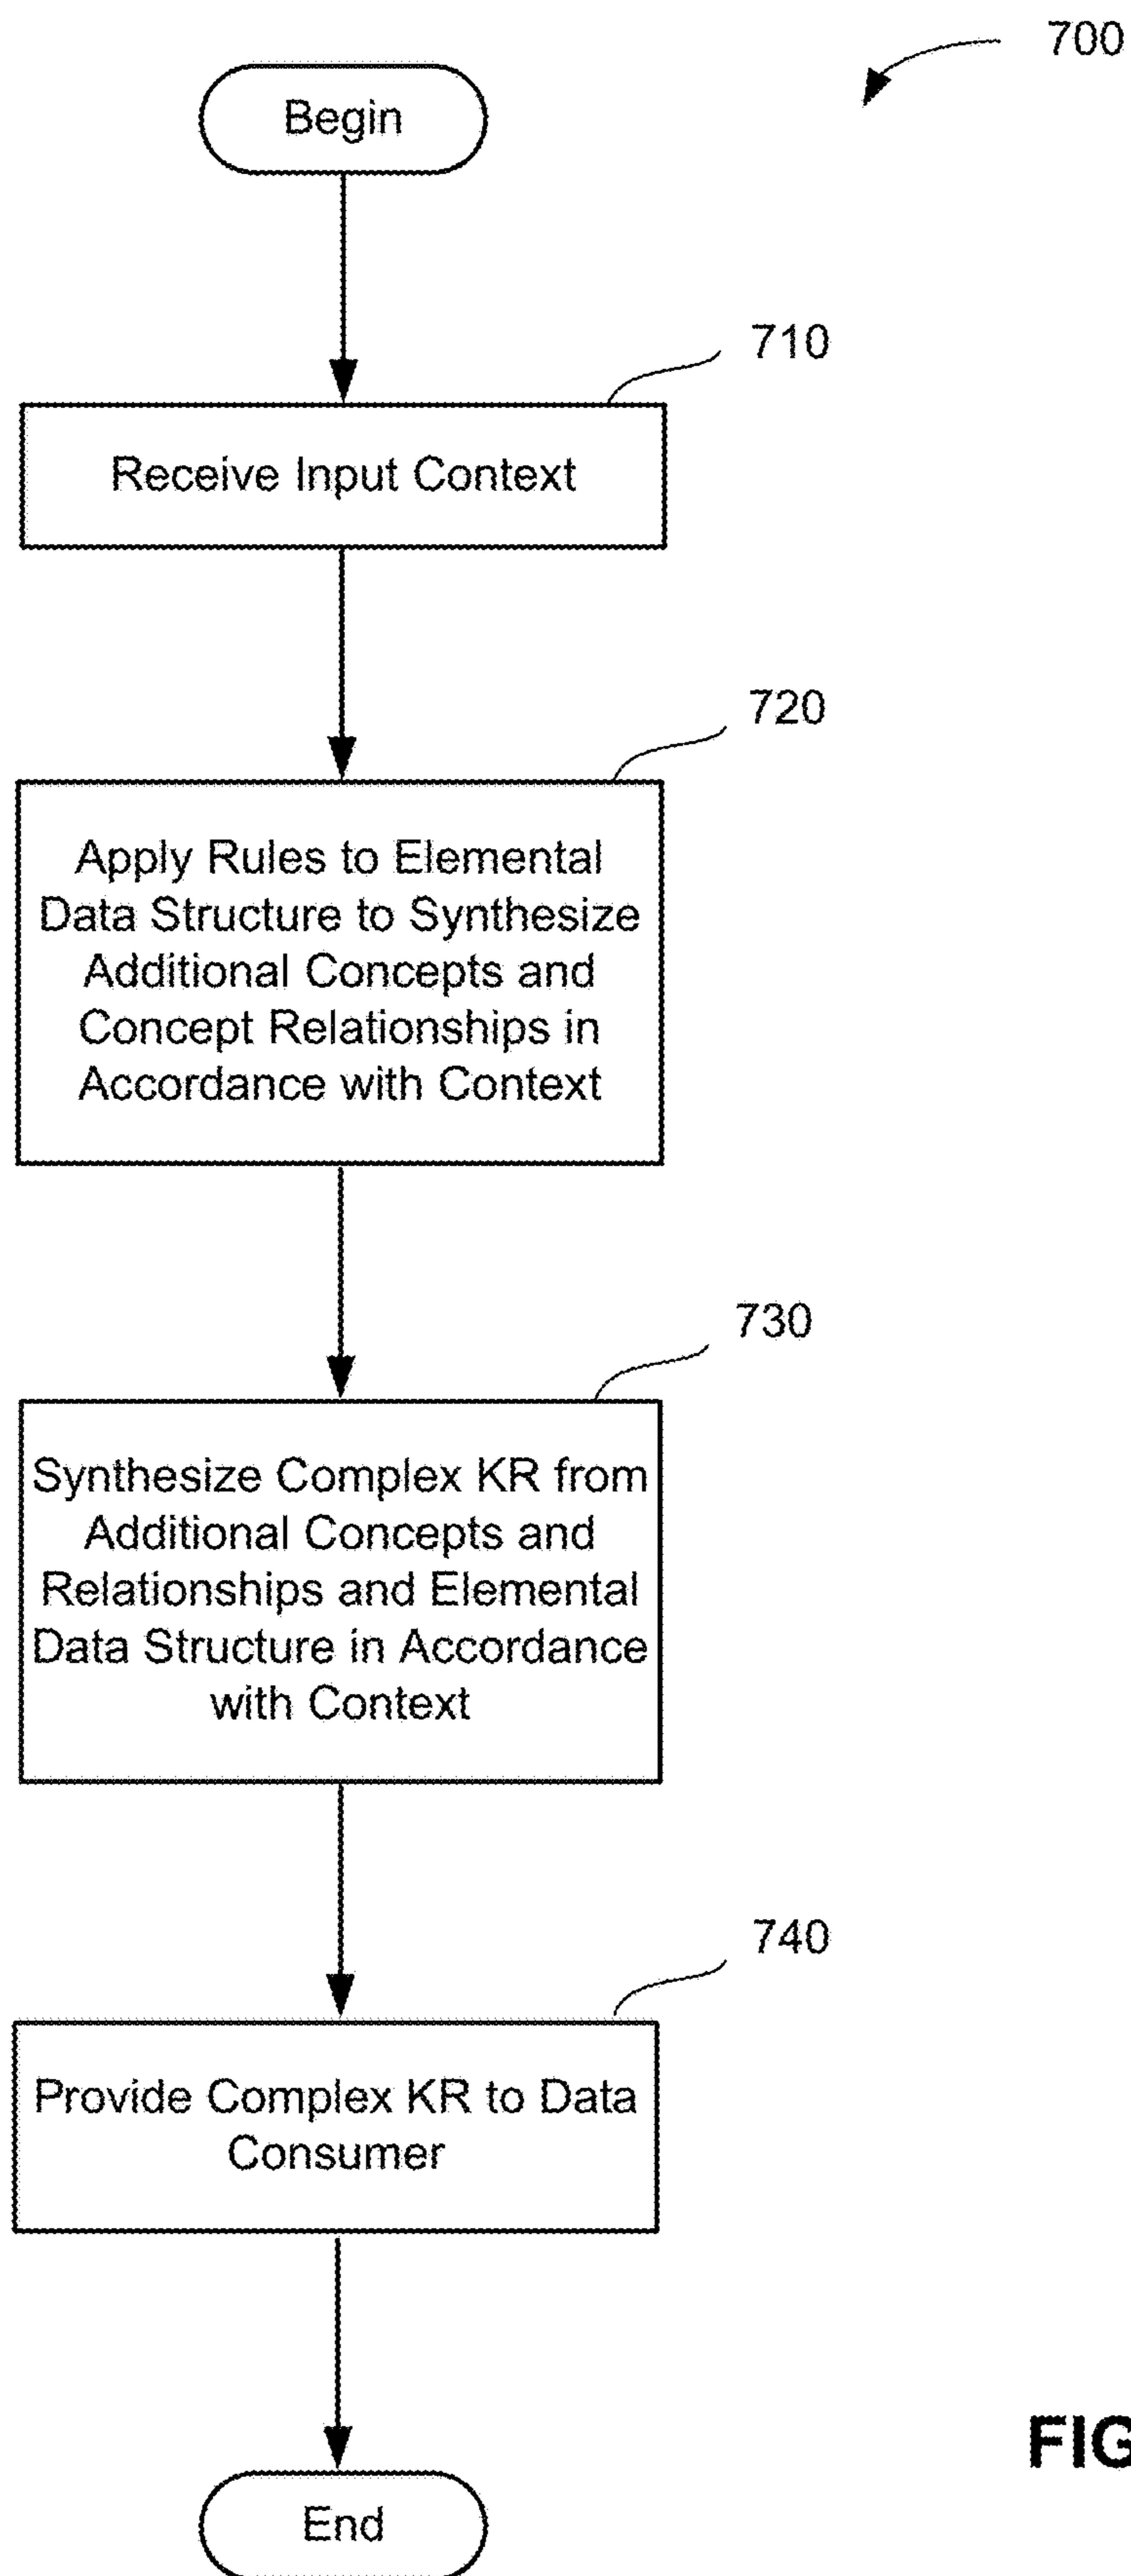 700
Begin
710
Receive Input Context
720
Apply Rules to Elemental
Data Structure to Synthesize
Additional Concepts and
Concept Relationships in
Accordance with Context
730
Synthesize Complex KR from
Additional Concepts and
Relationships and Elemental
Data Structure in Accordance
with Context
740
Provide Complex KR to Data
Consumer
FIG
End